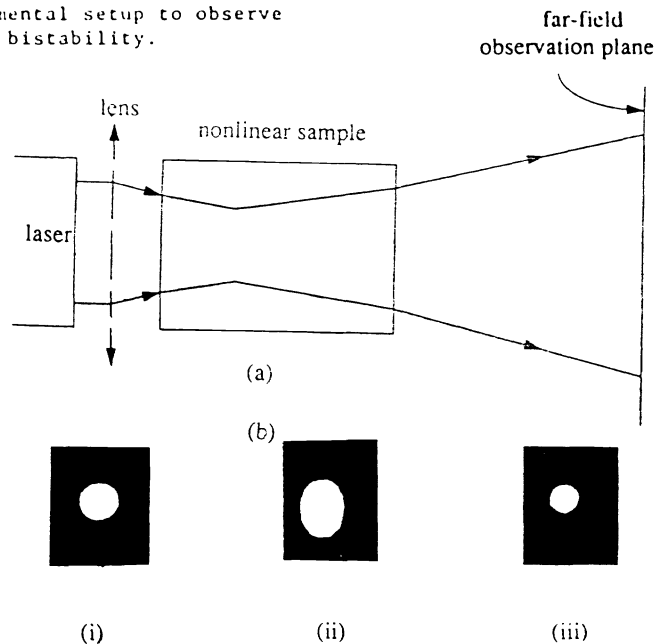 mental setup to observe
bistability.
far-field
observation plane
lens
nonlinear sample
laser
(a)
(b)
(i) (ii) (iii)